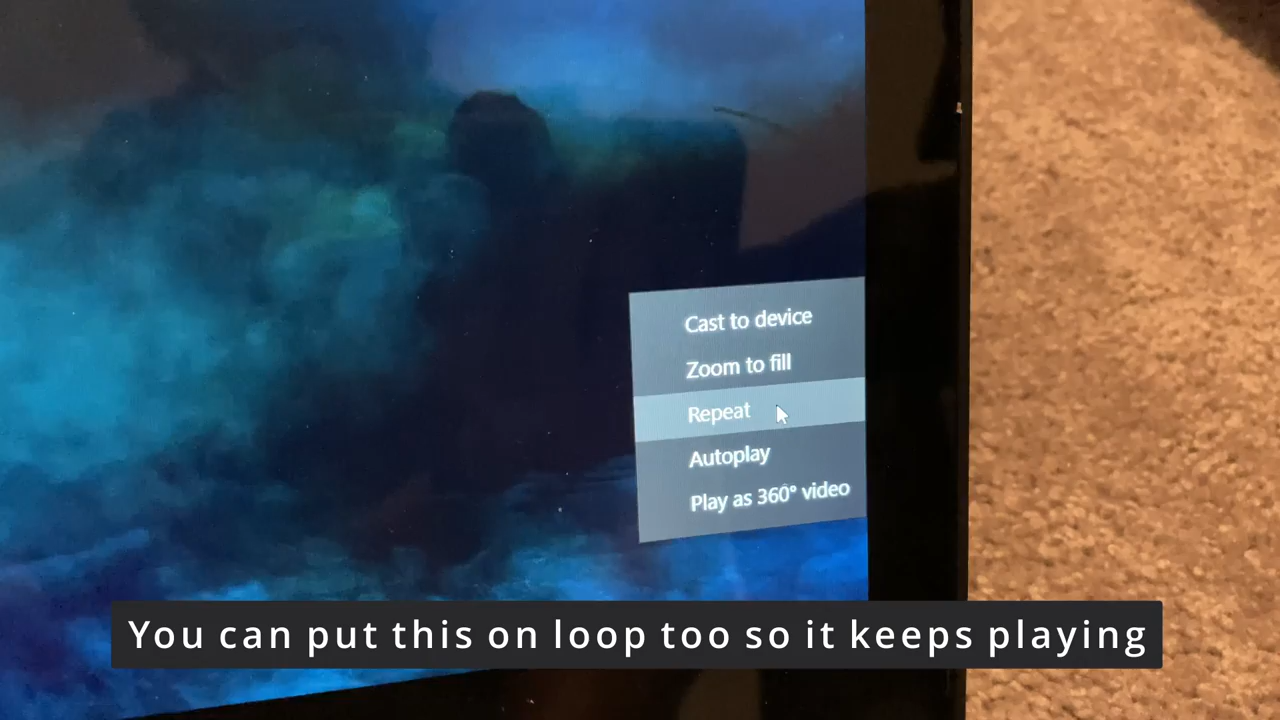 Cast to device
Zoom to fill
Repeat
Autoplay
Play as 360° video
You can put this on loop too so it keeps playing